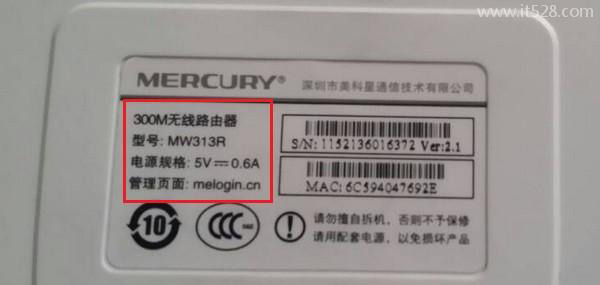 www.it528.com
MERCURY® 深圳市美科星通信技术有限公司
300M无线路由器
型号: MW313R
电源规格: 5V⎓0.6A
管理页面: melogin.cn
S/N: 1152136016372 Ver:2.1
MAC: 6C594047692E
10
CCC
请勿擅自拆机，否则不予保修
请用配套电源，以免损坏产品